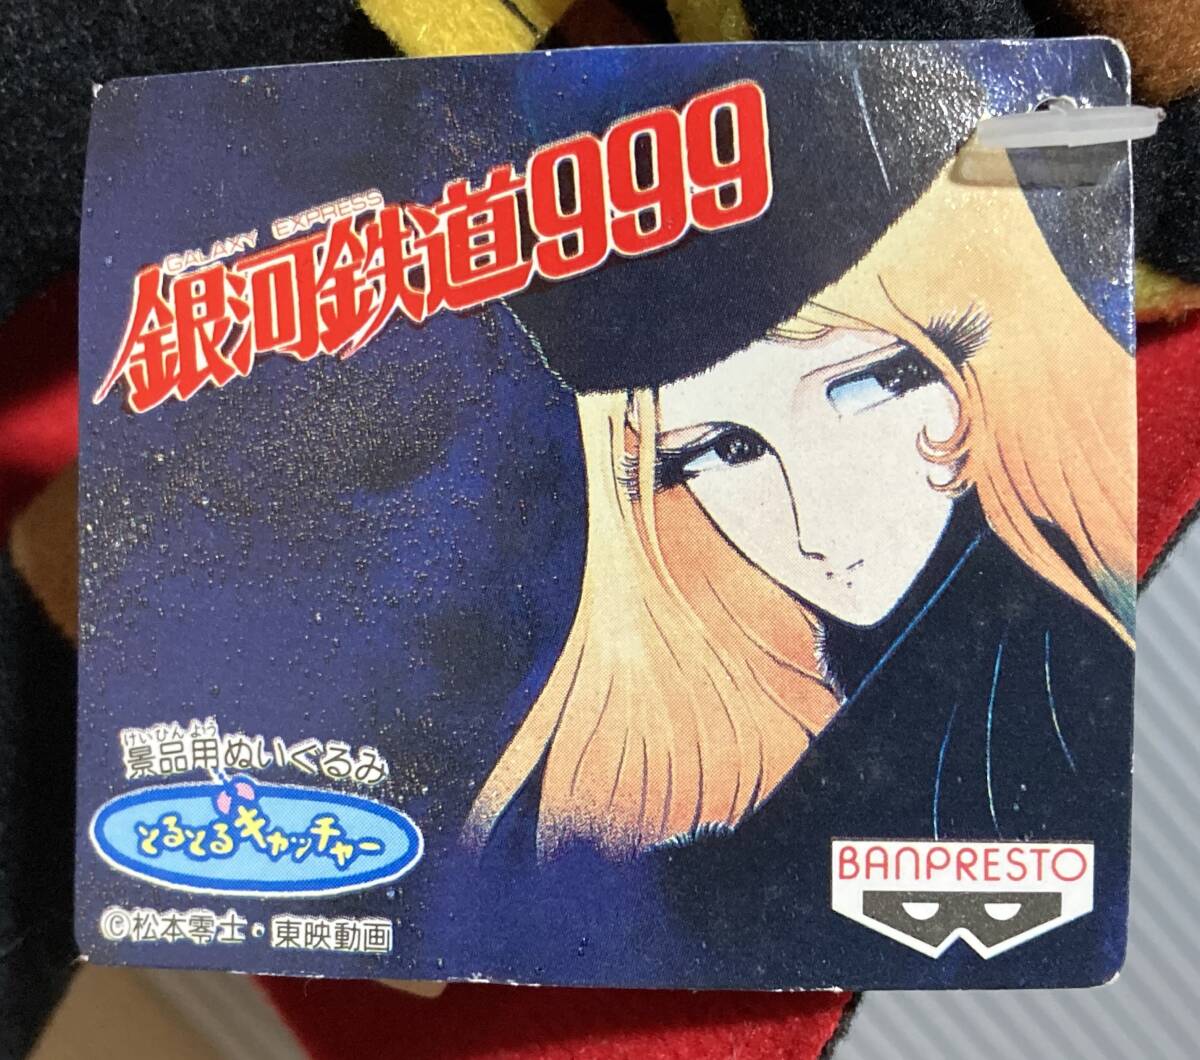 GALAXY EXPRESS
銀河鉄道999
けいひんよう
景品用ぬいぐるみ
とるとるキャッチャー
©松本零士・東映動画
BANPRESTO